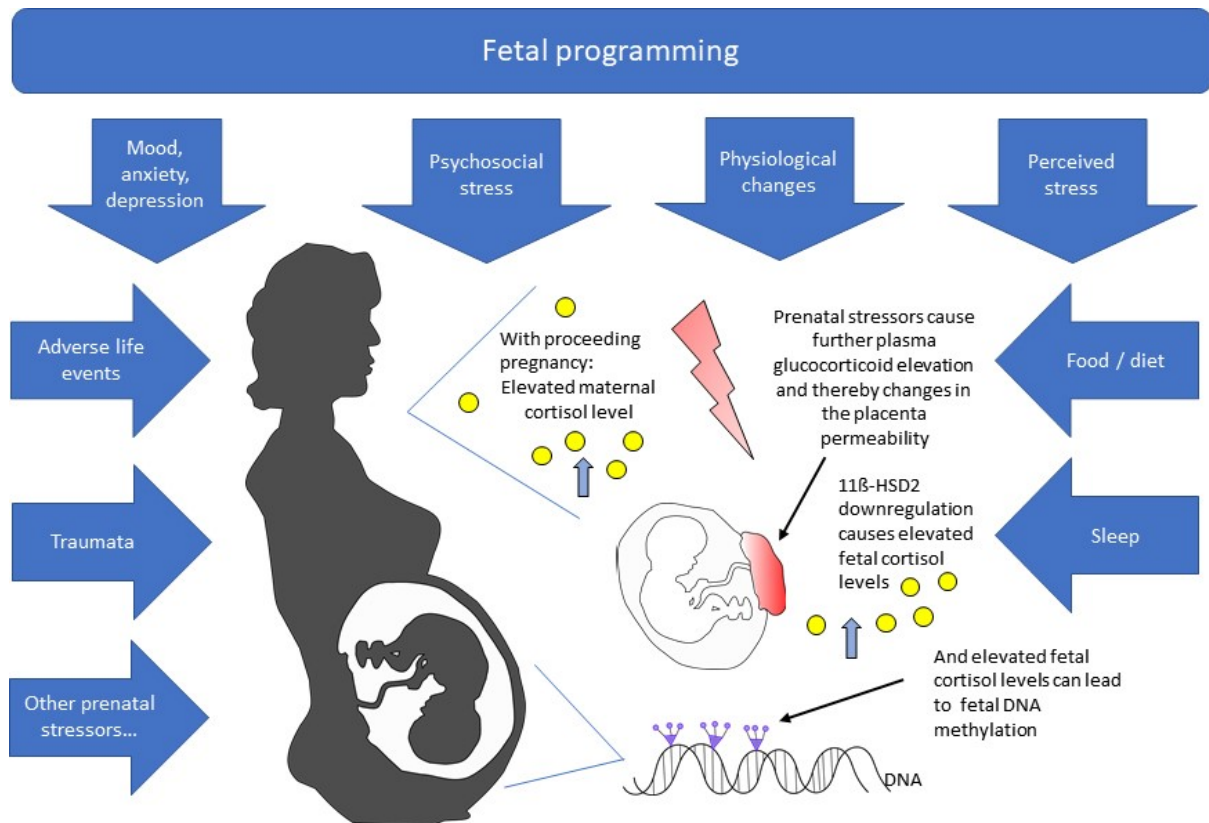 Fetal programming
Mood,
anxiety,
depression
Psychosocial
stress
Physiological
changes
Perceived
stress
Adverse life
events
Traumata
Other prenatal
stressors...
With proceeding
pregnancy:
Elevated maternal
cortisol level
Prenatal stressors cause
further plasma
glucocorticoid elevation
and thereby changes in
the placenta
permeability
11ß-HSD2
downregulation
causes elevated
fetal cortisol
levels
And elevated fetal
cortisol levels can lead
to fetal DNA
methylation
DNA
Food / diet
Sleep